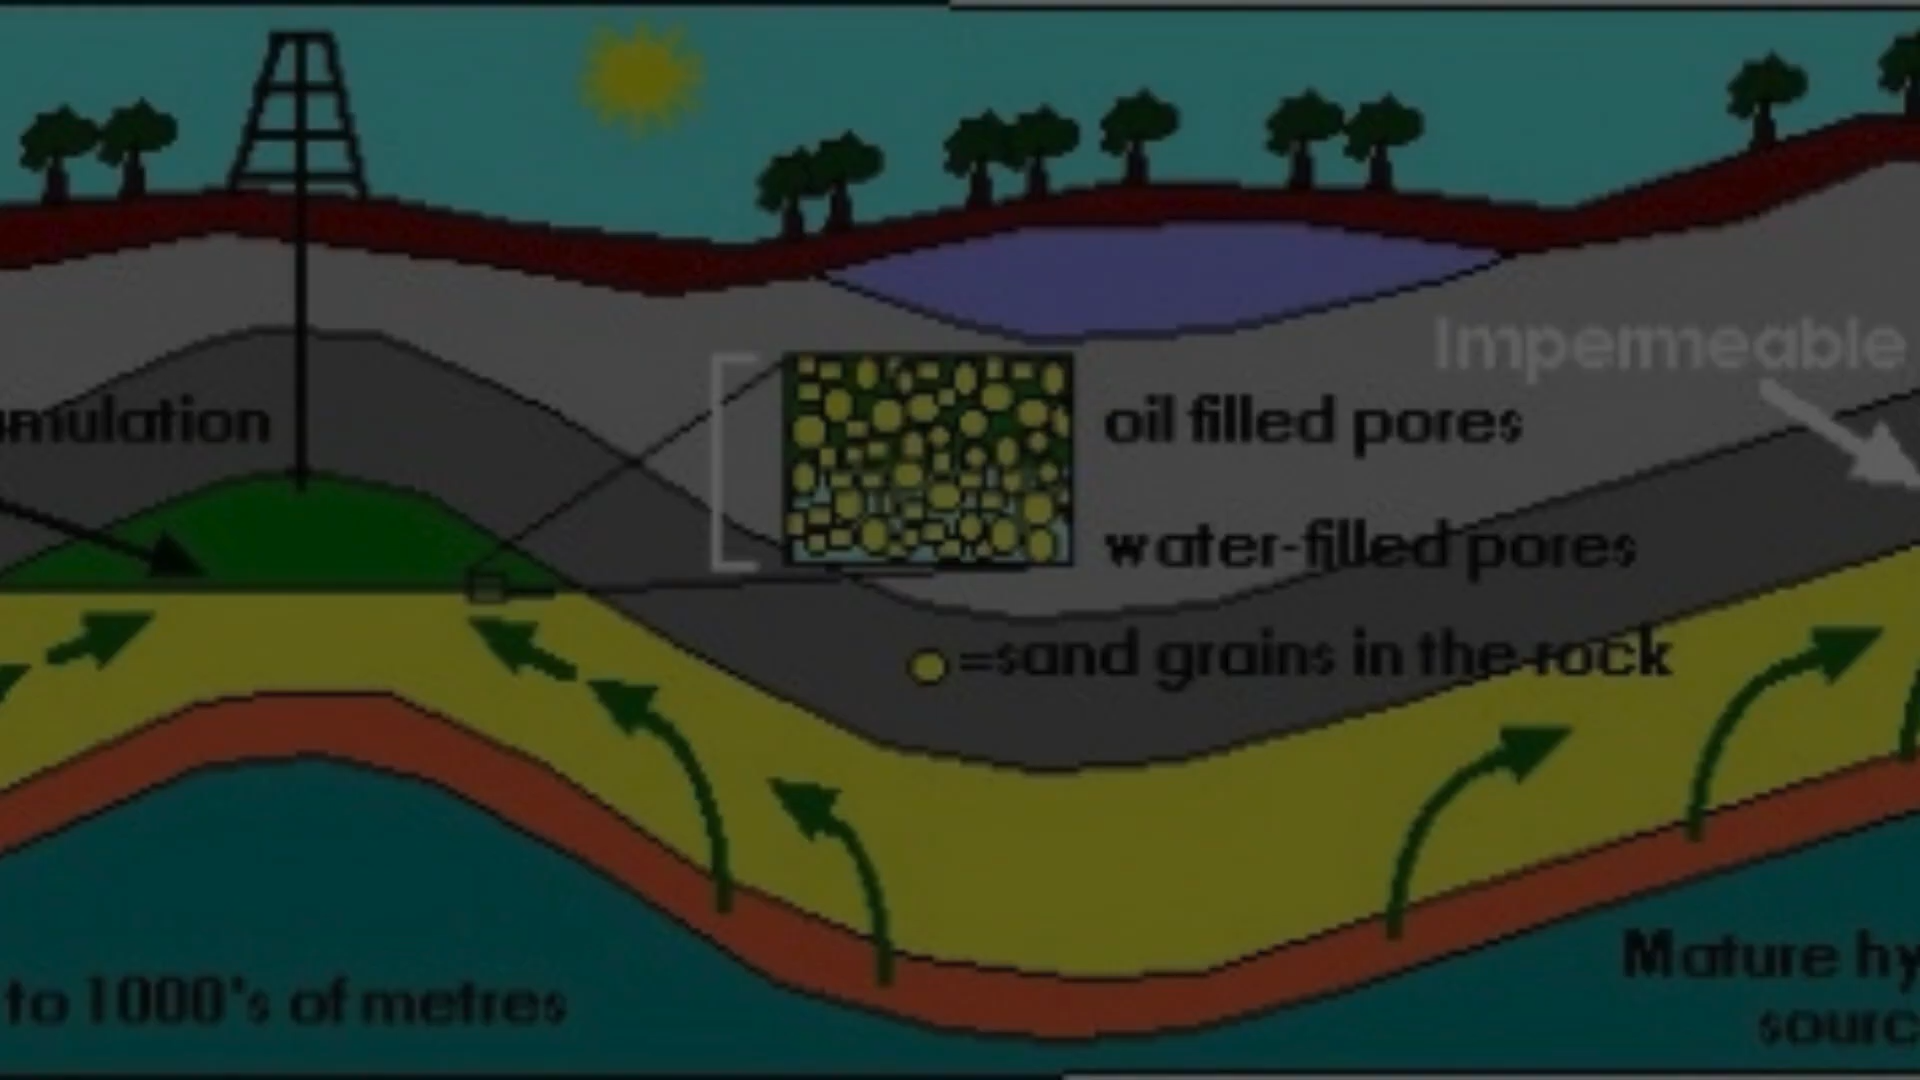 Impermeable
umulation
oil filled pores
water-filled pores
=sand grains in the rock
to 1000's of metres
Mature hy
sourc